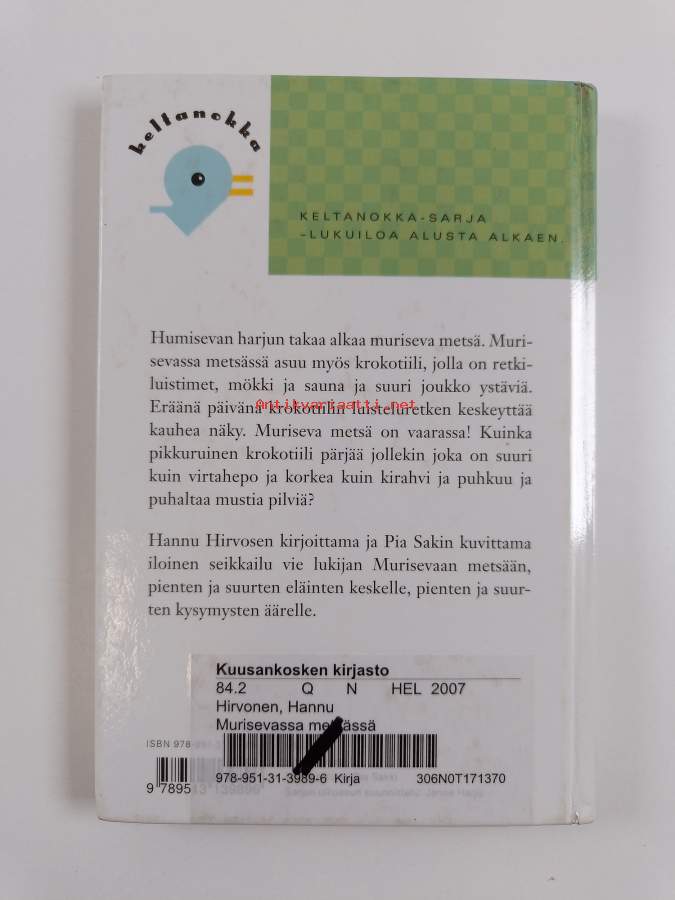 keltanokka
KELTANOKKA-SARJA
-LUKUILOA ALUSTA ALKAEN.
Humisevan harjun takaa alkaa muriseva metsä. Muri-
sevassa metsässä asuu myös krokotiili, jolla on retki-
luistimet, mökki ja sauna ja suuri joukko ystäviä.
Eräänä päivänä krokotiilin luisteluretken keskeyttää
Antikvariaatti.net
kauhea näky. Muriseva metsä on vaarassa! Kuinka
pikkuruinen krokotiili pärjää jollekin joka on suuri
kuin virtahepo ja korkea kuin kirahvi ja puhkuu ja
puhaltaa mustia pilviä?
Hannu Hirvosen kirjoittama ja Pia Sakin kuvittama
iloinen seikkailu vie lukijan Murisevaan metsään,
pienten ja suurten eläinten keskelle, pienten ja suur-
ten kysymysten äärelle.
Kuusankosken kirjasto
84.2 Q N HEL 2007
Hirvonen, Hannu
Murisevassa metsässä
ISBN 978-951-3
978-951-31-3989-6 Kirja 306N0T171370
9 789513 139896